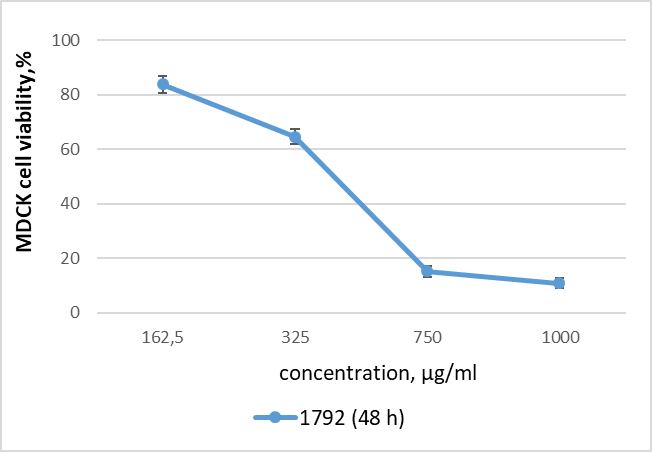 100
80
60
40
20
0
MDCK cell viability,%
162,5 325 750 1000
concentration, µg/ml
1792 (48 h)